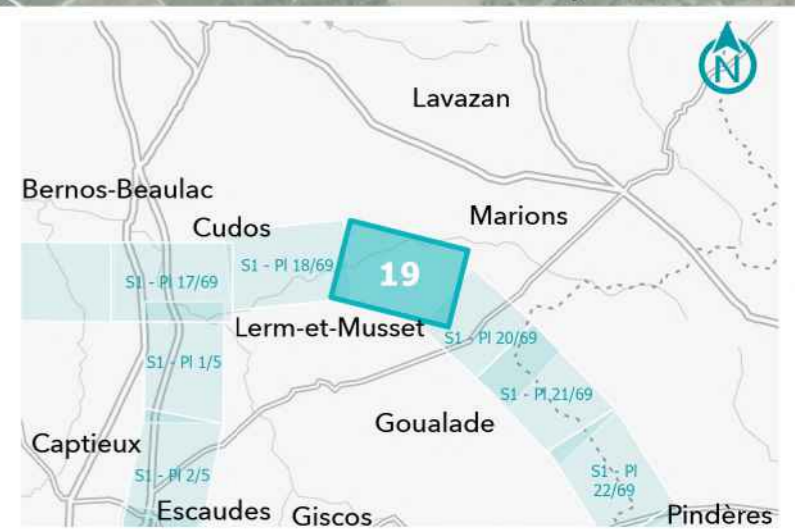 N
Lavazan
Bernos-Beaulac
Cudos
Marions
S1 - Pl 18/69
19
S1 - Pl 17/69
Lerm-et-Musset
S1 - Pl 20/69
S1 - Pl 1/5
S1 - Pl 21/69
Goualade
Captieux
S1 - Pl 2/5
S1 - Pl
22/69
Escaudes
Giscos
Pindères